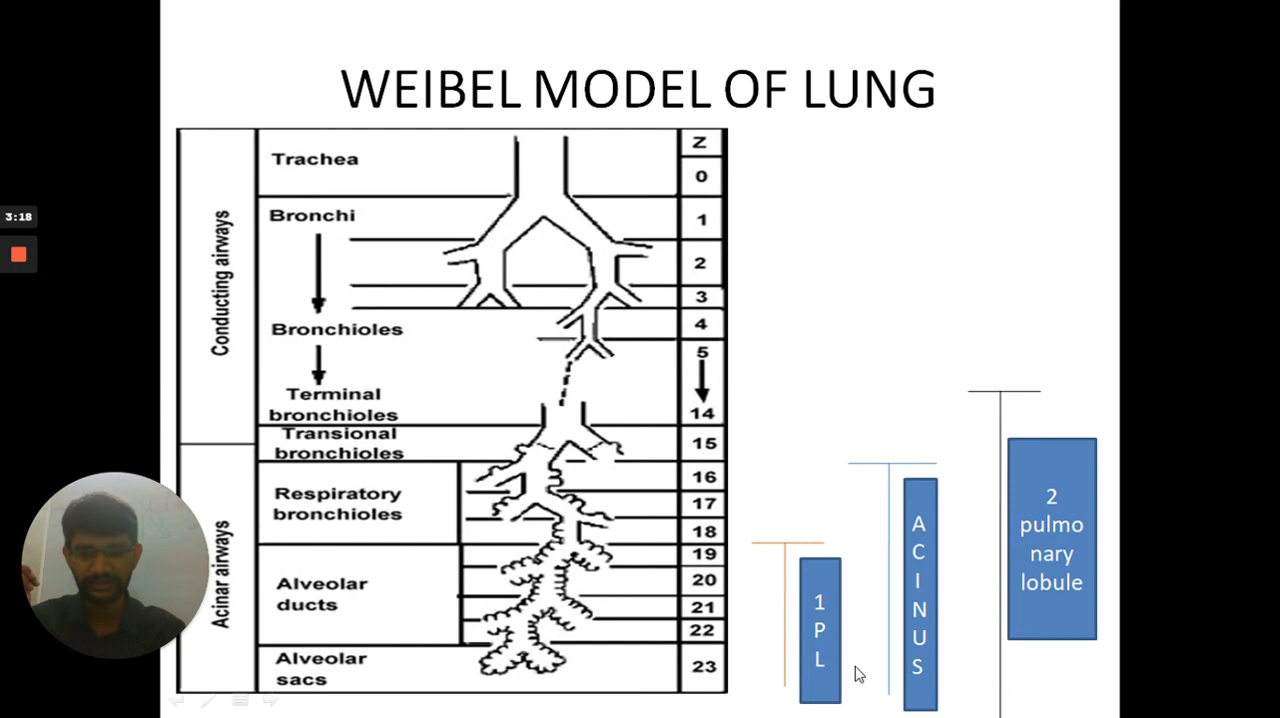 WEIBEL MODEL OF LUNG
3:18
Conducting airways
Acinar airways
Trachea
Bronchi
Bronchioles
Terminal
bronchioles
Transional
bronchioles
Respiratory
bronchioles
Alveolar
ducts
Alveolar
sacs
Z
0
1
2
3
4
5
14
15
16
17
18
19
20
21
22
23
1
P
L
A
C
I
N
U
S
2
pulmo
nary
lobule